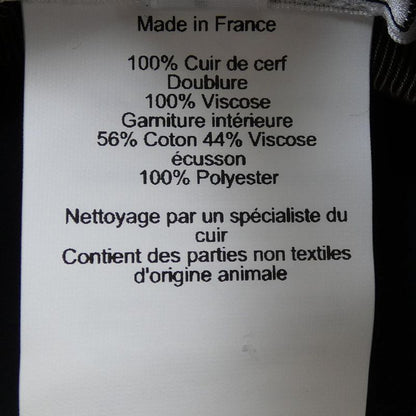 Made in France
100% Cuir de cerf
Doublure
100% Viscose
Garniture intérieure
56% Coton 44% Viscose
écusson
100% Polyester
Nettoyage par un spécialiste du
cuir
Contient des parties non textiles
d'origine animale